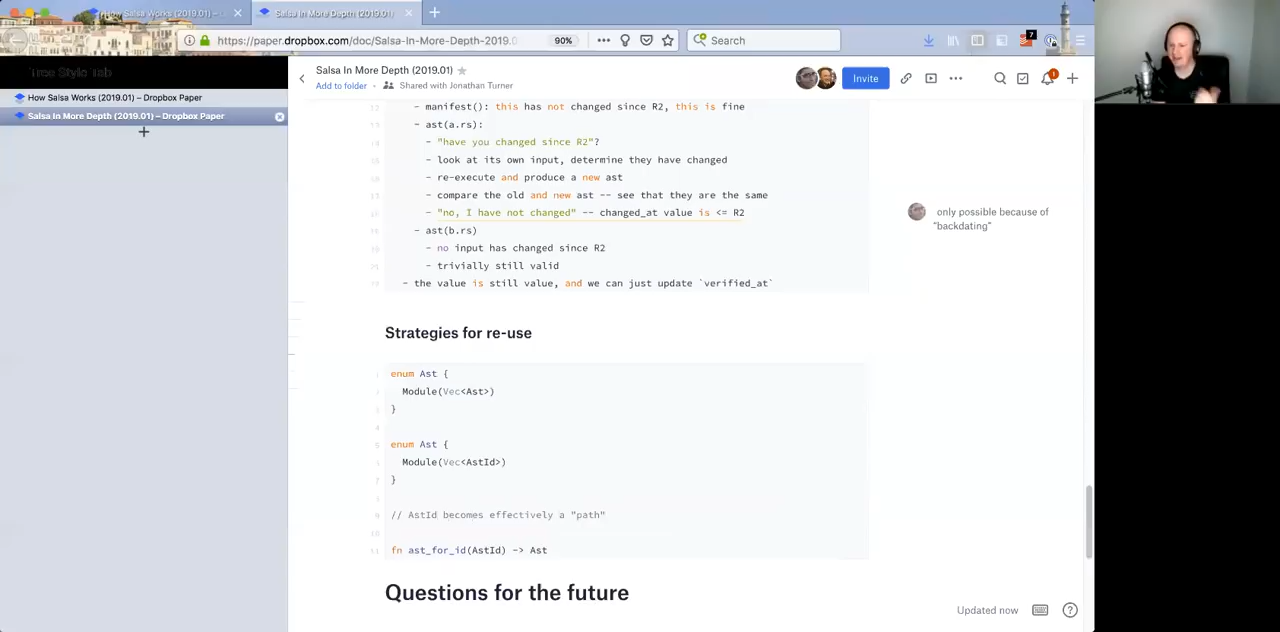 How Salsa Works (2019.01) –
Salsa In More Depth (2019.01)
https://paper.dropbox.com/doc/Salsa-In-More-Depth-2019.0
90%
Search
7
Tree Style Tab
How Salsa Works (2019.01) – Dropbox Paper
Salsa In More Depth (2019.01) – Dropbox Paper
Salsa In More Depth (2019.01)
Add to folder • Shared with Jonathan Turner
Invite
1
- manifest(): this has not changed since R2, this is fine
- ast(a.rs):
- "have you changed since R2"?
- look at its own input, determine they have changed
- re-execute and produce a new ast
- compare the old and new ast -- see that they are the same
- "no, I have not changed" -- changed_at value is <= R2
only possible because of
"backdating"
- ast(b.rs)
- no input has changed since R2
- trivially still valid
- the value is still value, and we can just update `verified_at`
Strategies for re-use
enum Ast {
Module(Vec<Ast>)
}
enum Ast {
Module(Vec<AstId>)
}
// AstId becomes effectively a "path"
fn ast_for_id(AstId) -> Ast
Questions for the future
Updated now
?